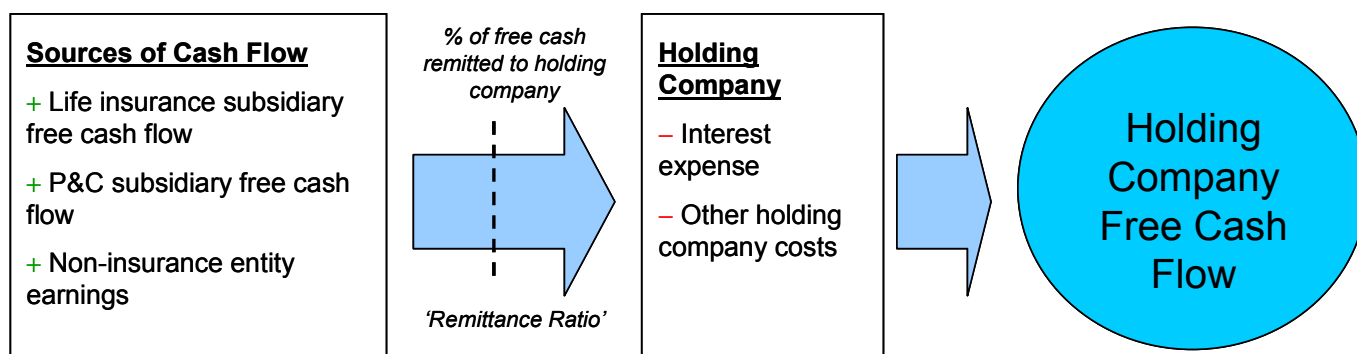 Sources of Cash Flow
+ Life insurance subsidiary
free cash flow
+ P&C subsidiary free cash
flow
+ Non-insurance entity
earnings
% of free cash
remitted to holding
company
'Remittance Ratio'
Holding
Company
– Interest
expense
– Other holding
company costs
Holding
Company
Free Cash
Flow